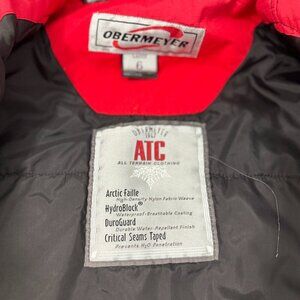 OBERMEYER
6
OBERMEYER
ATC
ALL TERRAIN CLOTHING
Arctic Faille
High-Density Nylon Fabric Weave
HydroBlock®
Waterproof-Breathable Coating
DuroGuard
Durable Water-Repellent Finish
Critical Seams Taped
Prevents H2O Penetration